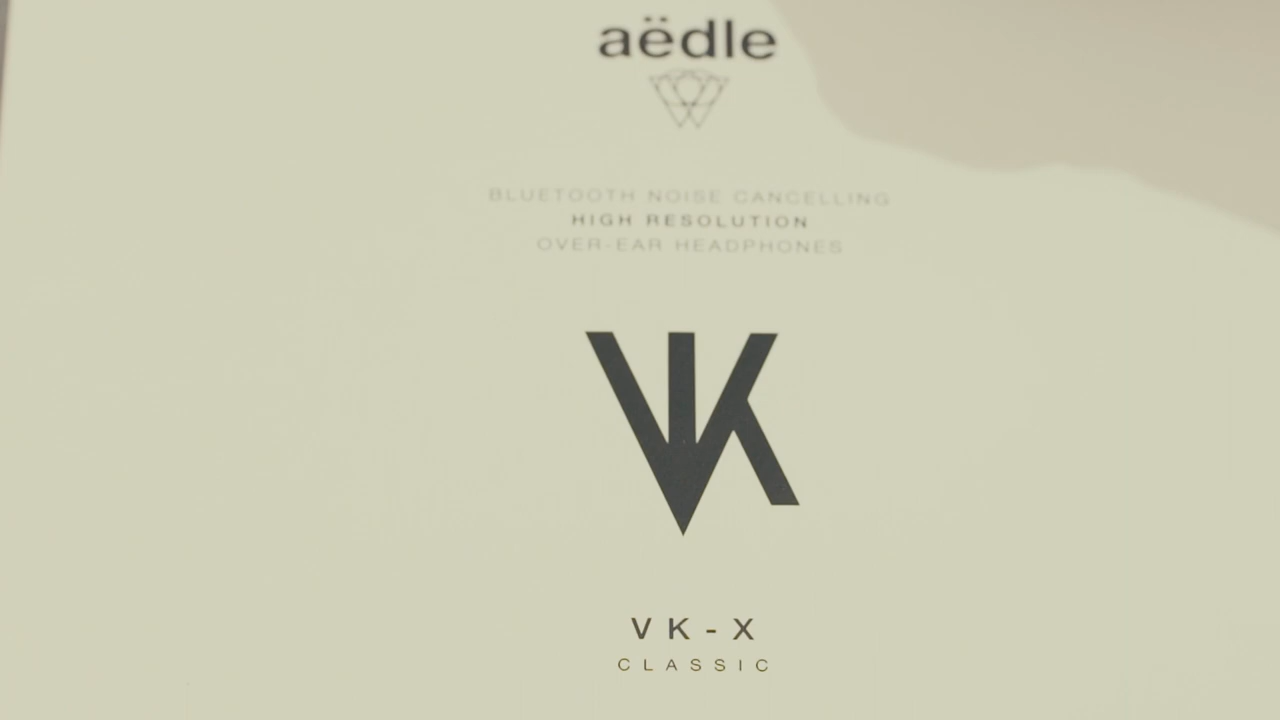 aëdle
BLUETOOTH NOISE CANCELLING
HIGH RESOLUTION
OVER-EAR HEADPHONES
VK
VK-X
CLASSIC